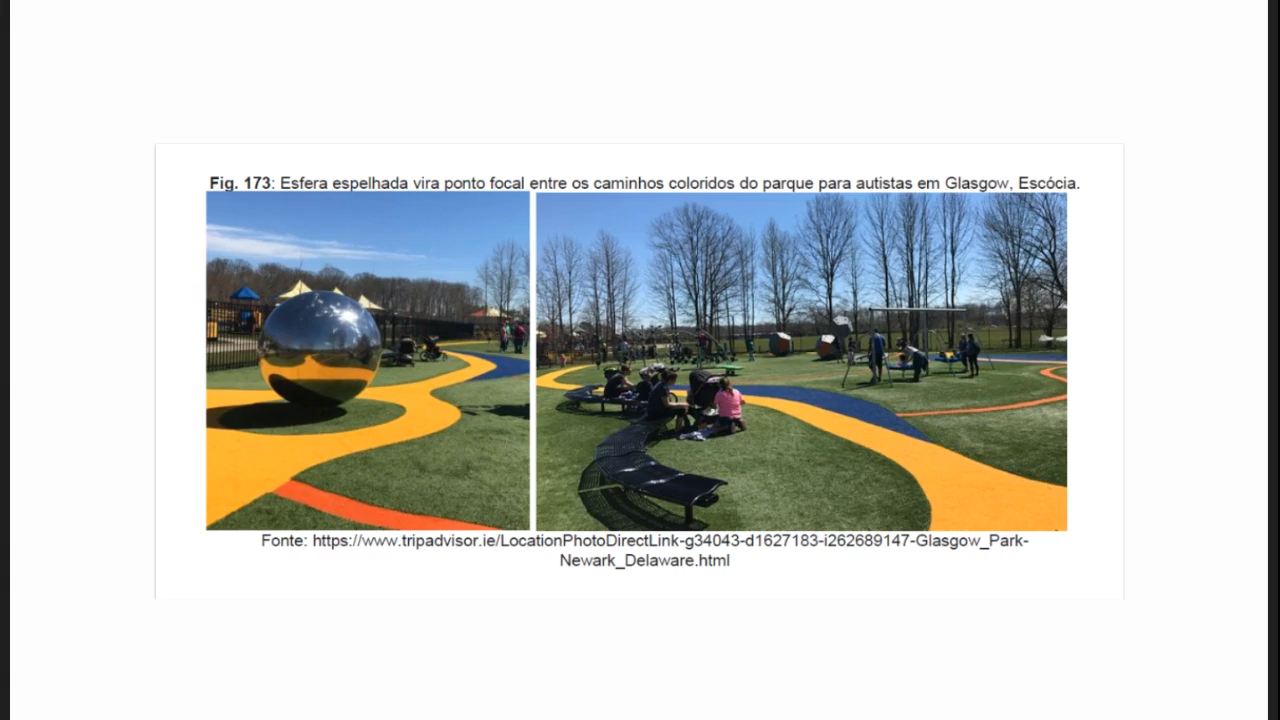 Fig. 173: Esfera espelhada vira ponto focal entre os caminhos coloridos do parque para autistas em Glasgow, Escócia.
Fonte: https://www.tripadvisor.ie/LocationPhotoDirectLink-g34043-d1627183-i262689147-Glasgow_Park-
Newark_Delaware.html